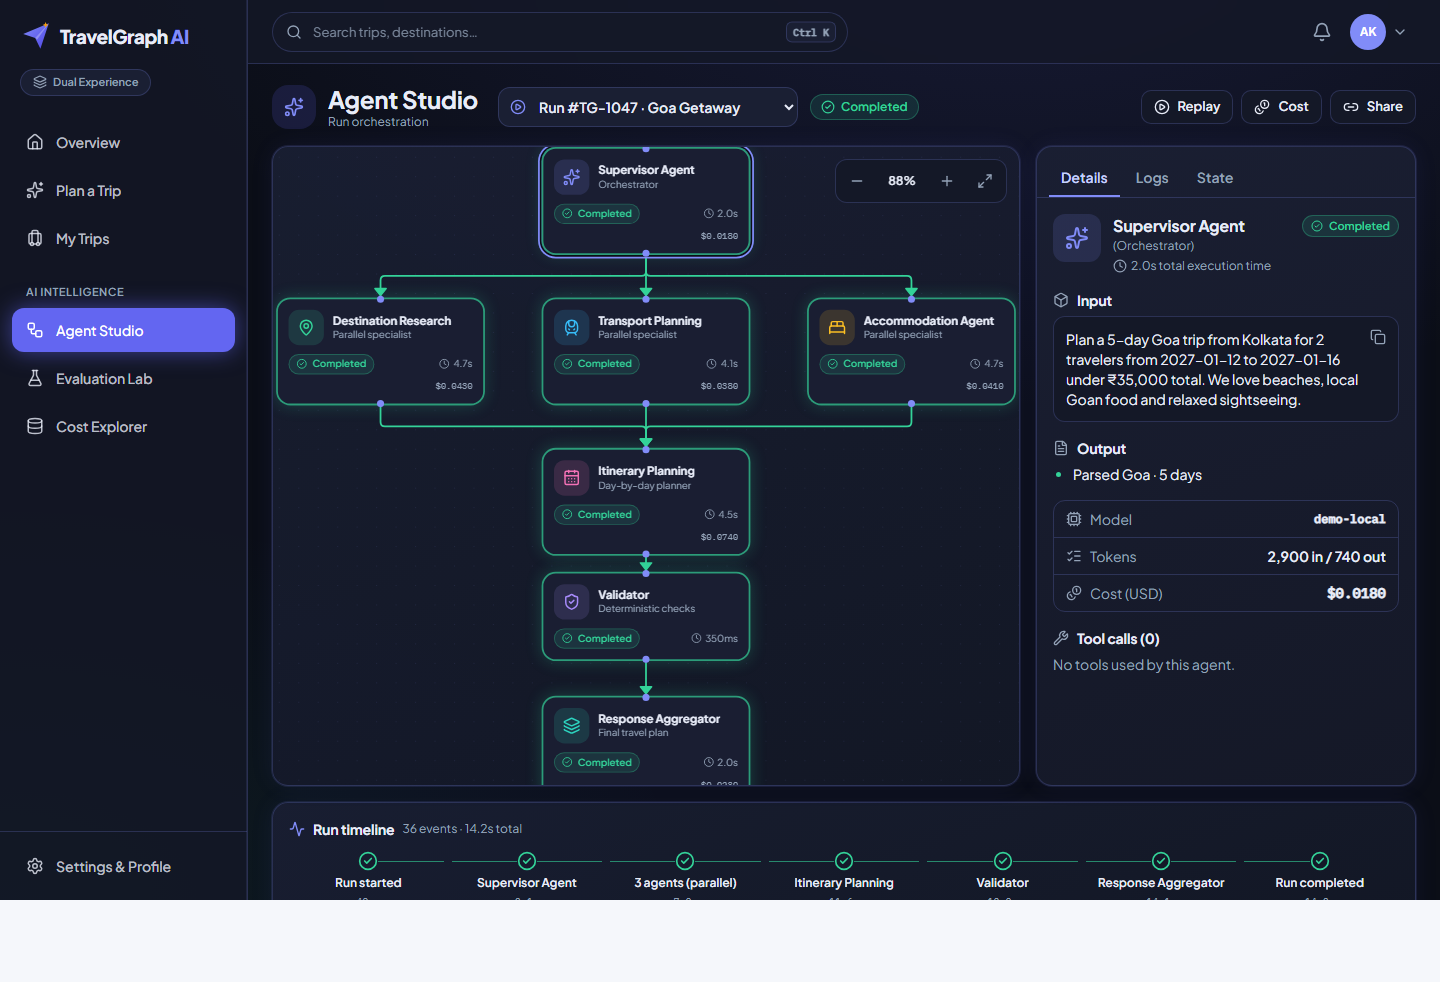 TravelGraph AI
Dual Experience
Overview
Plan a Trip
My Trips
AI INTELLIGENCE
Agent Studio
Evaluation Lab
Cost Explorer
Settings & Profile
Search trips, destinations...
Ctrl K
AK
Agent Studio
Run orchestration
Run #TG-1047 · Goa Getaway
Completed
Replay
Cost
Share
88%
Supervisor Agent
Orchestrator
Completed
2.0s
$0.0180
Destination Research
Parallel specialist
Completed
4.7s
$0.0430
Transport Planning
Parallel specialist
Completed
4.1s
$0.0380
Accommodation Agent
Parallel specialist
Completed
4.7s
$0.0410
Itinerary Planning
Day-by-day planner
Completed
4.5s
$0.0740
Validator
Deterministic checks
Completed
350ms
Response Aggregator
Final travel plan
Completed
2.0s
Details
Logs
State
Supervisor Agent
(Orchestrator)
2.0s total execution time
Completed
Input
Plan a 5-day Goa trip from Kolkata for 2
travelers from 2027-01-12 to 2027-01-16
under ₹35,000 total. We love beaches, local
Goan food and relaxed sightseeing.
Output
Parsed Goa · 5 days
Model demo-local
Tokens 2,900 in / 740 out
Cost (USD) $0.0180
Tool calls (0)
No tools used by this agent.
Run timeline 36 events · 14.2s total
Run started
Supervisor Agent
3 agents (parallel)
Itinerary Planning
Validator
Response Aggregator
Run completed